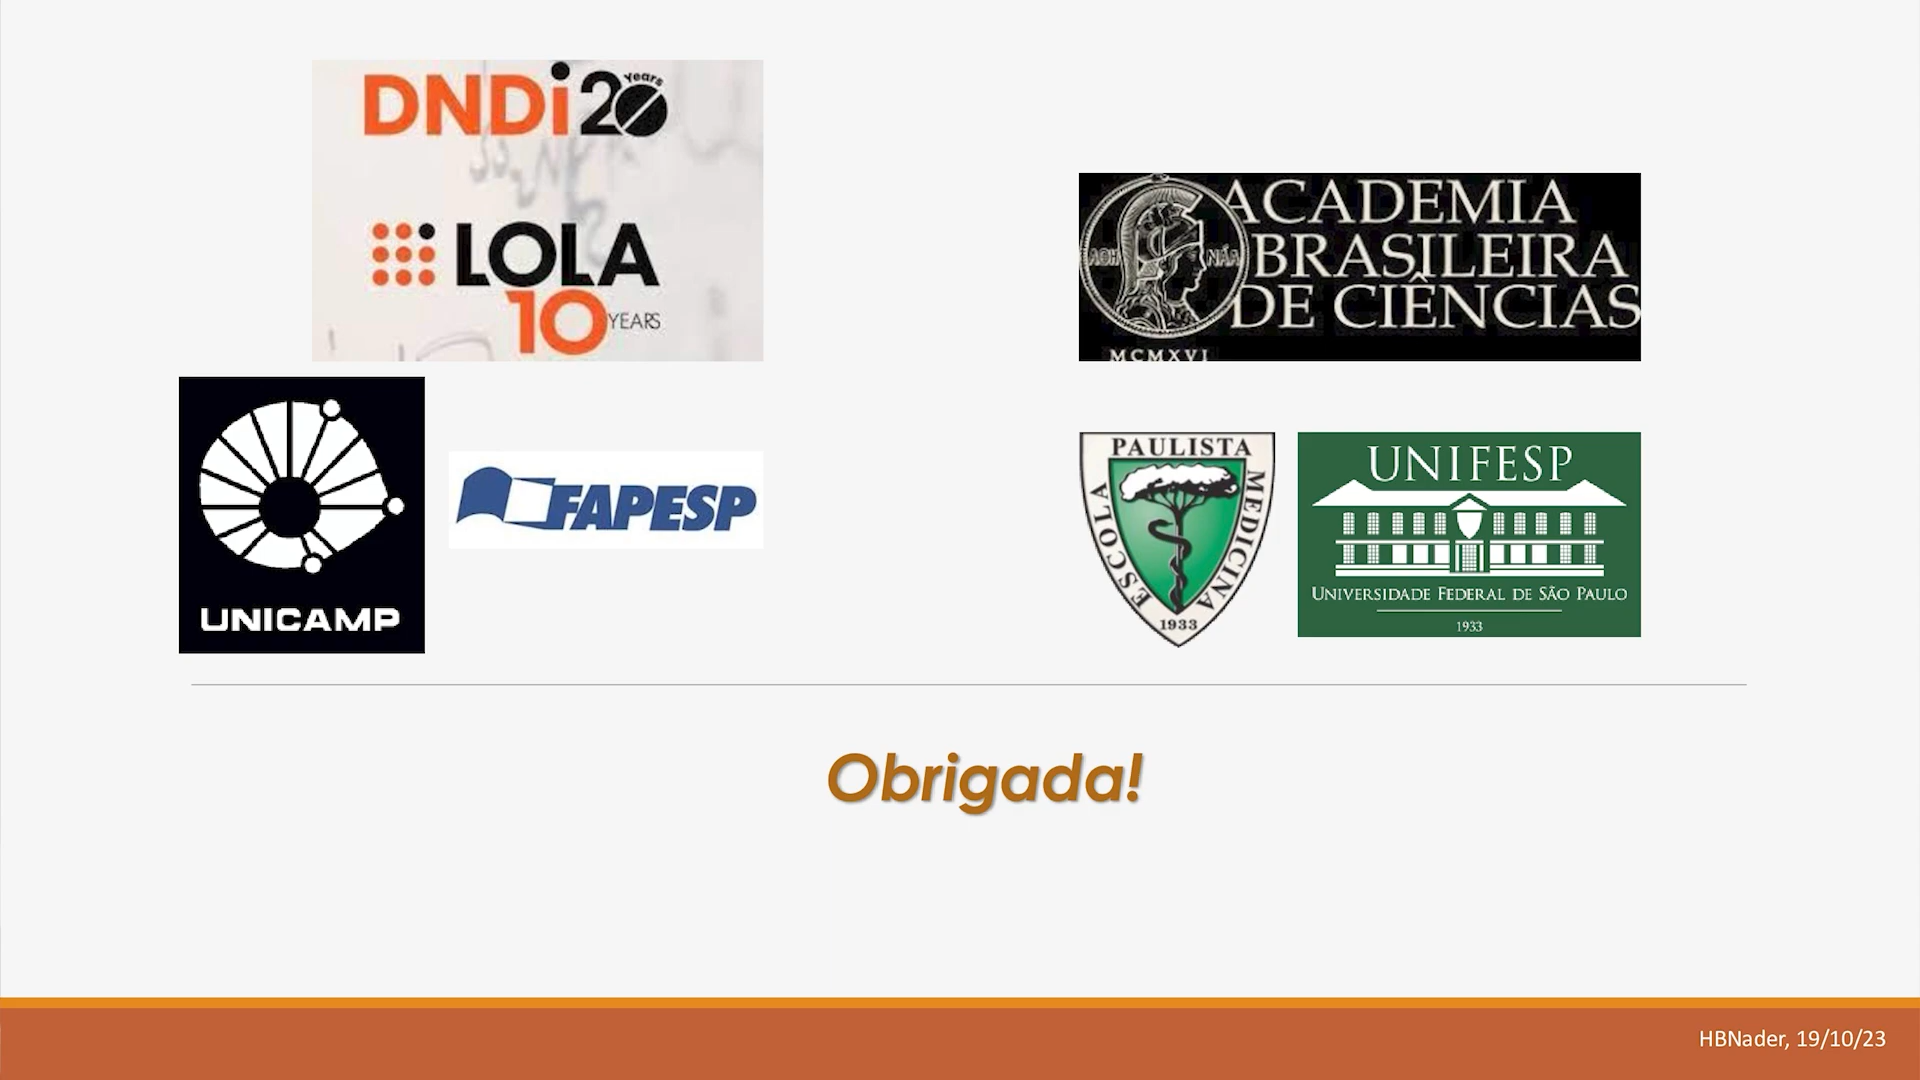 DNDi 20 Years
LOLA
10 YEARS
ACADEMIA
BRASILEIRA
DE CIÊNCIAS
MCMXVI
UNICAMP
FAPESP
ESCOLA PAULISTA MEDICINA
1933
UNIFESP
UNIVERSIDADE FEDERAL DE SÃO PAULO
1933
Obrigada!
HBNader, 19/10/23